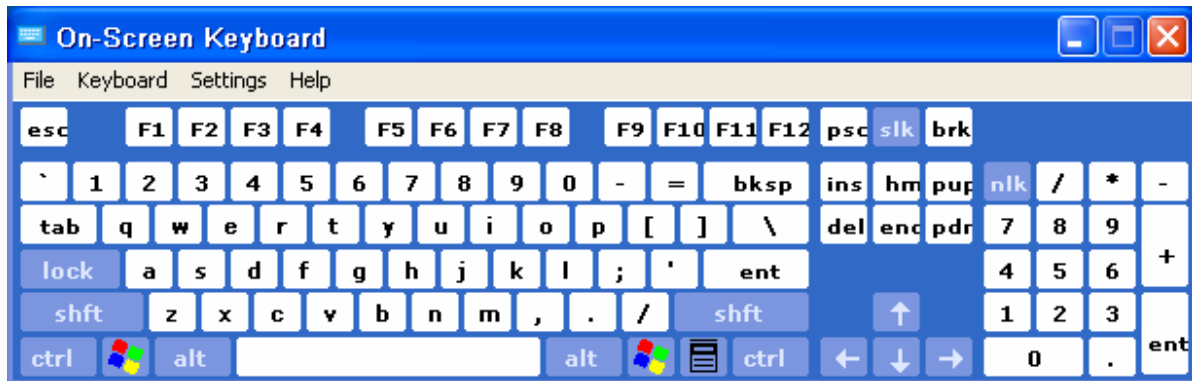 On-Screen Keyboard
File Keyboard Settings Help
esc F1 F2 F3 F4 F5 F6 F7 F8 F9 F10 F11 F12 psc slk brk
` 1 2 3 4 5 6 7 8 9 0 - = bksp ins hm pup nlk / * -
tab q w e r t y u i o p [ ] \ del end pdn 7 8 9 +
lock a s d f g h j k l ; ' ent 4 5 6
shft z x c v b n m , . / shft ↑ 1 2 3 ent
ctrl alt alt ctrl ← ↓ → 0 .